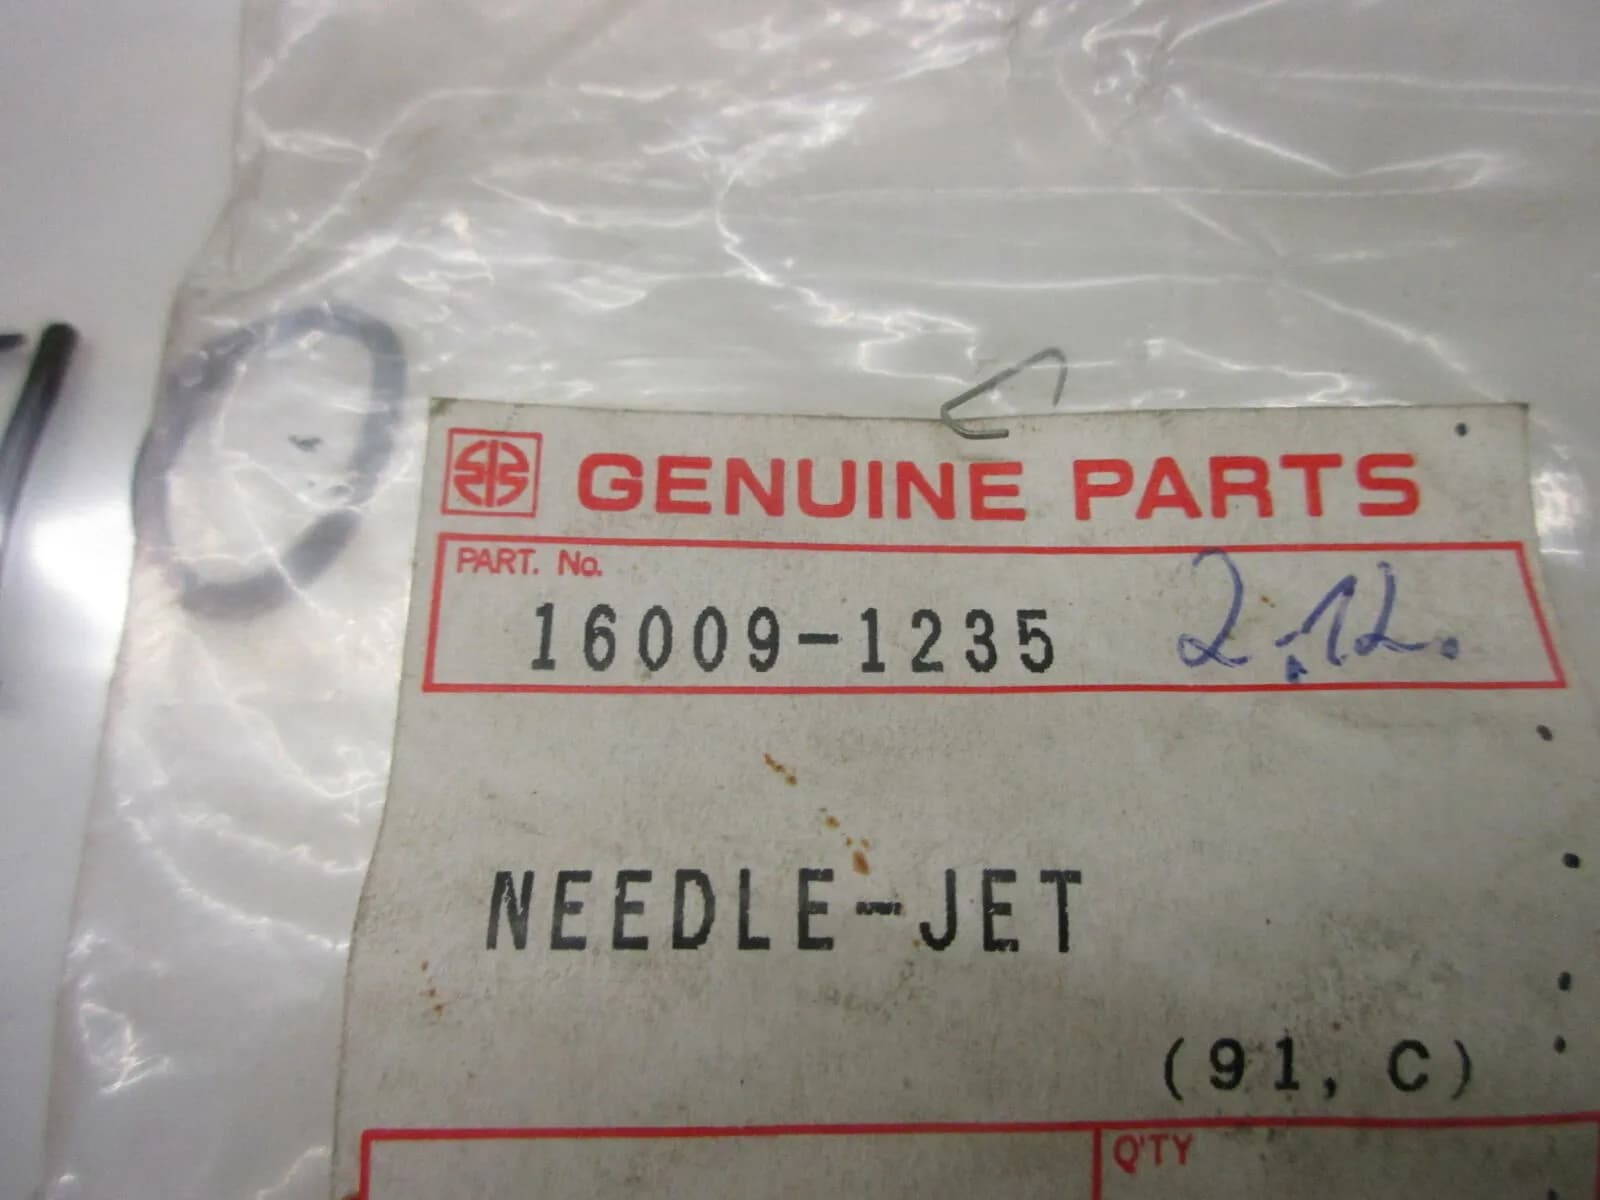 GENUINE PARTS
PART. No.
16009-1235 2.12.
NEEDLE-JET
(91, C)
Q'TY